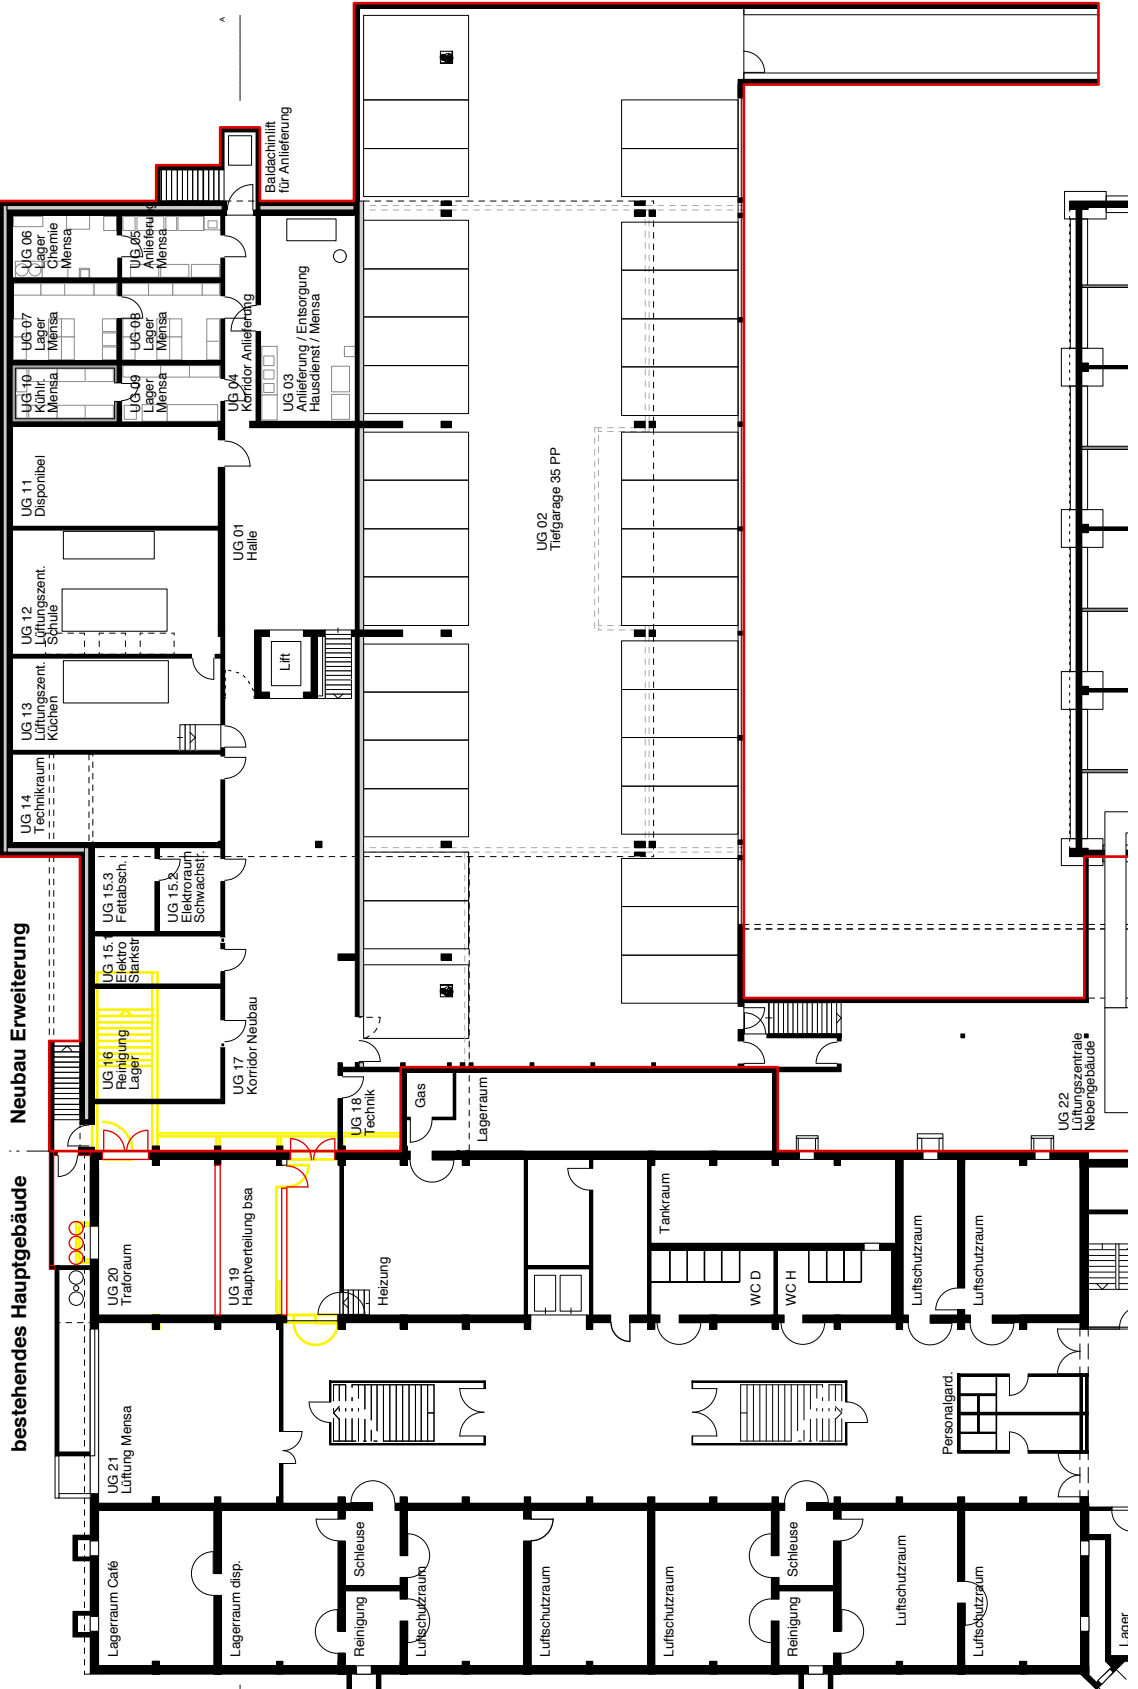 A
Baldachinlift
für Anlieferung
UG 06
Lager
Chemie
Mensa
UG 05
Anlieferung
Mensa
UG 07
Lager
Mensa
UG 08
Lager
Mensa
UG 10
Kühlr.
Mensa
UG 09
Lager
Mensa
UG 04
Korridor Anlieferung
UG 03
Anlieferung / Entsorgung
Hausdienst / Mensa
UG 11
Disponibel
UG 01
Halle
UG 02
Tiefgarage 35 PP
UG 12
Lüftungszent.
Schule
Lift
UG 13
Lüftungszent.
Küchen
UG 14
Technikraum
UG 15.3
Fettabsch.
UG 15.2
Elektroraum
Schwachstr.
UG 15.1
Elektro
Starkstr
Neubau Erweiterung
UG 16
Reinigung
Lager
UG 17
Korridor Neubau
UG 18
Technik
Gas
Lagerraum
UG 22
Lüftungszentrale
Nebengebäude
bestehendes Hauptgebäude
UG 20
Traforaum
UG 19
Hauptverteilung bsa
Heizung
Tankraum
WC D
WC H
Luftschutzraum
Luftschutzraum
UG 21
Lüftung Mensa
Personalgard.
Lagerraum Café
Lagerraum disp.
Schleuse
Reinigung
Luftschutzraum
Luftschutzraum
Luftschutzraum
Schleuse
Reinigung
Luftschutzraum
Luftschutzraum
Lager